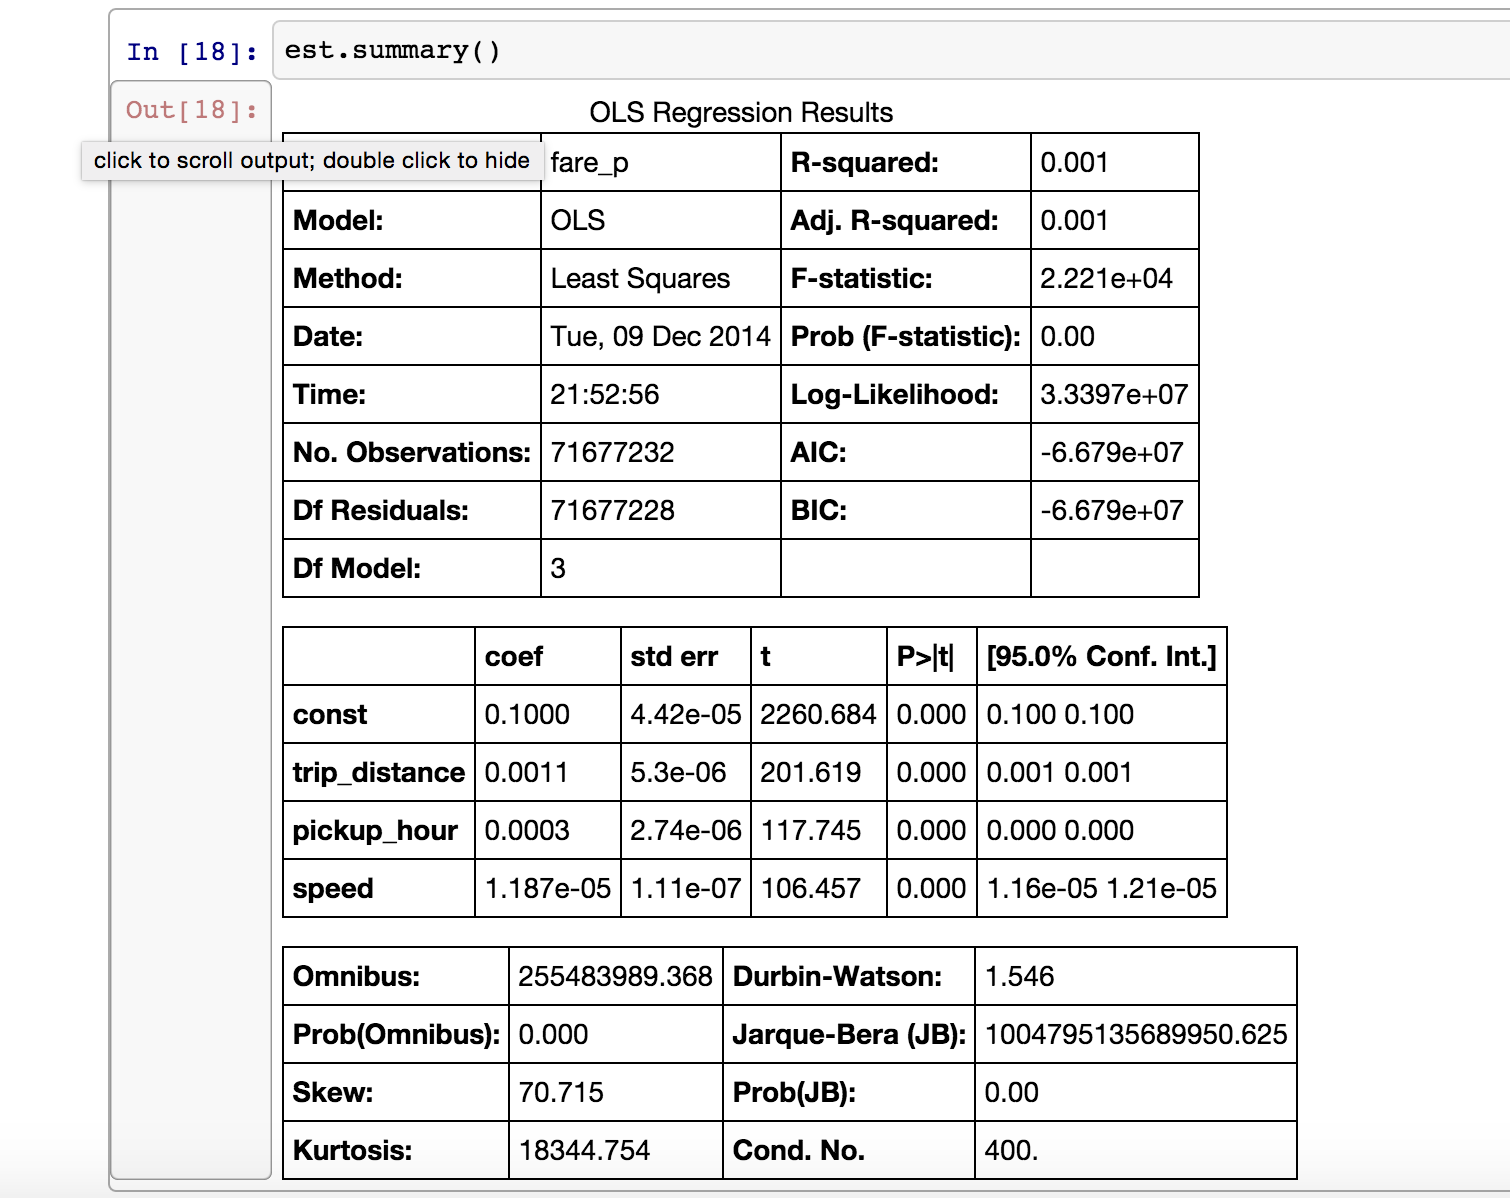 In [18]: est.summary()
Out[18]:
OLS Regression Results
click to scroll output; double click to hide fare_p R-squared: 0.001
Model: OLS Adj. R-squared: 0.001
Method: Least Squares F-statistic: 2.221e+04
Date: Tue, 09 Dec 2014 Prob (F-statistic): 0.00
Time: 21:52:56 Log-Likelihood: 3.3397e+07
No. Observations: 71677232 AIC: -6.679e+07
Df Residuals: 71677228 BIC: -6.679e+07
Df Model: 3
coef std err t P>|t| [95.0% Conf. Int.]
const 0.1000 4.42e-05 2260.684 0.000 0.100 0.100
trip_distance 0.0011 5.3e-06 201.619 0.000 0.001 0.001
pickup_hour 0.0003 2.74e-06 117.745 0.000 0.000 0.000
speed 1.187e-05 1.11e-07 106.457 0.000 1.16e-05 1.21e-05
Omnibus: 255483989.368 Durbin-Watson: 1.546
Prob(Omnibus): 0.000 Jarque-Bera (JB): 1004795135689950.625
Skew: 70.715 Prob(JB): 0.00
Kurtosis: 18344.754 Cond. No. 400.